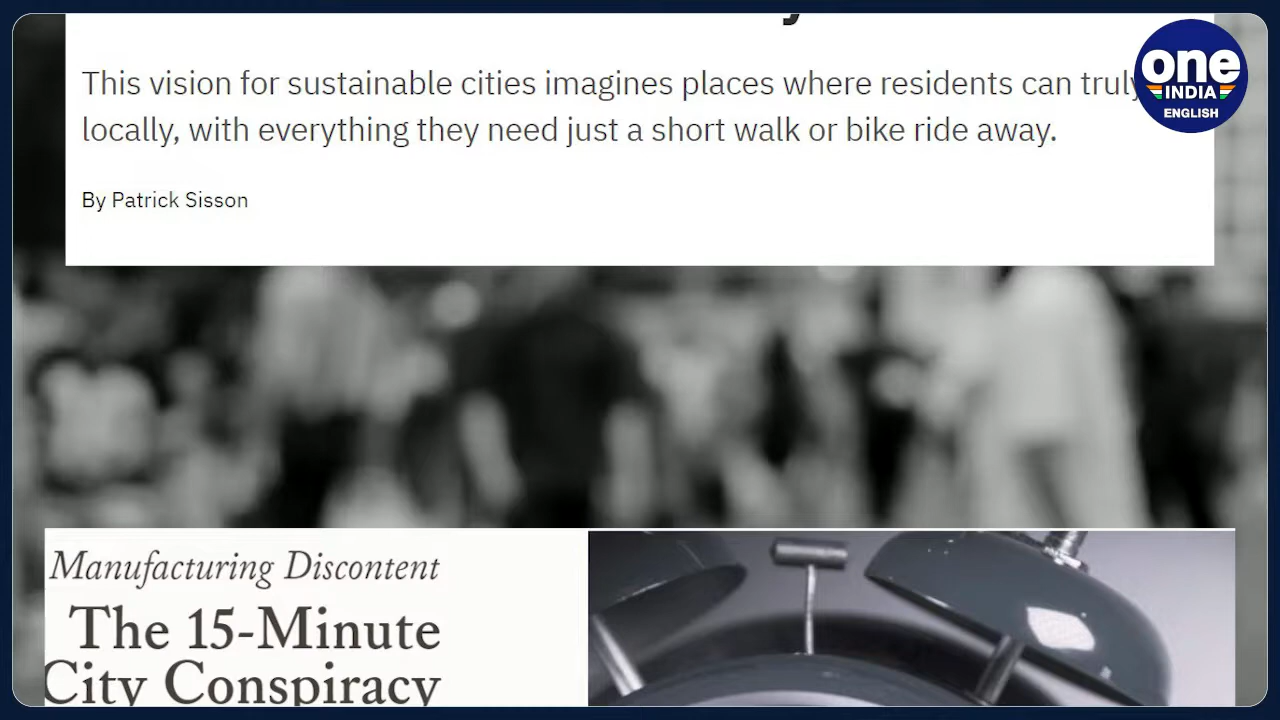 one
INDIA
ENGLISH
This vision for sustainable cities imagines places where residents can truly
locally, with everything they need just a short walk or bike ride away.
By Patrick Sisson
Manufacturing Discontent
The 15-Minute
City Conspiracy